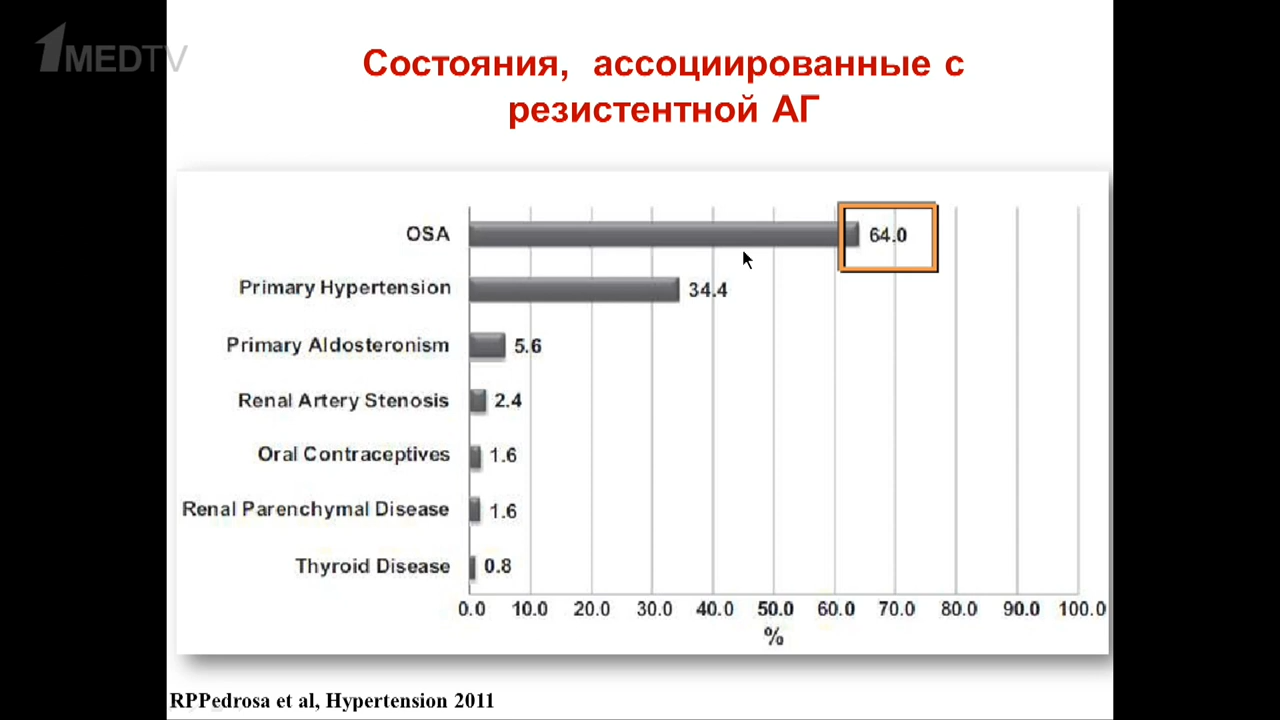 1MEDTV
Состояния, ассоциированные с
резистентной АГ
OSA 64.0
Primary Hypertension 34.4
Primary Aldosteronism 5.6
Renal Artery Stenosis 2.4
Oral Contraceptives 1.6
Renal Parenchymal Disease 1.6
Thyroid Disease 0.8
0.0 10.0 20.0 30.0 40.0 50.0 60.0 70.0 80.0 90.0 100.0
%
RPPedrosa et al, Hypertension 2011